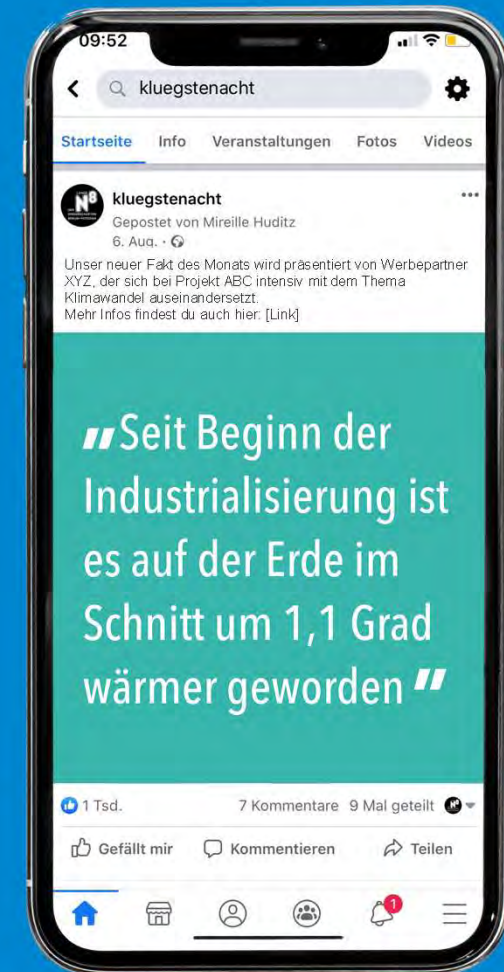 09:52
kluegstenacht
Startseite Info Veranstaltungen Fotos Videos
N8
kluegstenacht
Gepostet von Mireille Huditz
6. Aug. ·
Unser neuer Fakt des Monats wird präsentiert von Werbepartner
XYZ, der sich bei Projekt ABC intensiv mit dem Thema
Klimawandel auseinandersetzt.
Mehr Infos findest du auch hier: [Link]
"Seit Beginn der
Industrialisierung ist
es auf der Erde im
Schnitt um 1,1 Grad
wärmer geworden "
1 Tsd. 7 Kommentare 9 Mal geteilt
Gefällt mir Kommentieren Teilen
1